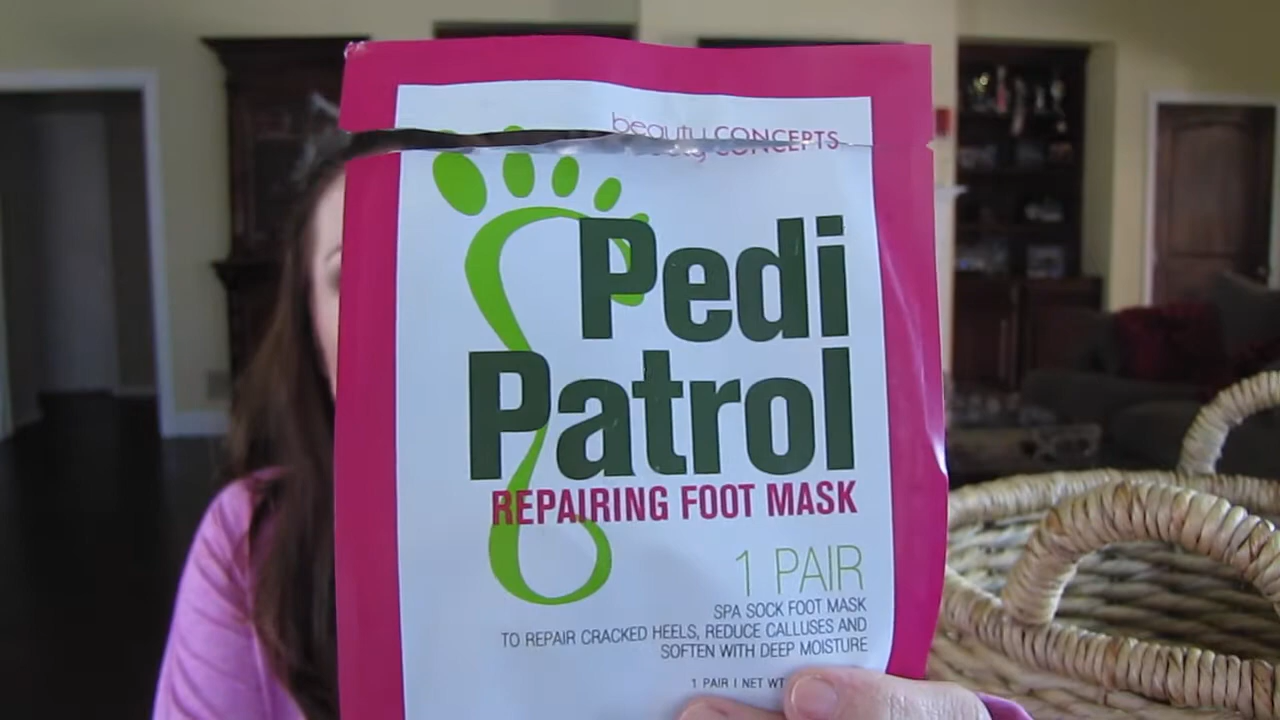 beauty CONCEPTS
Pedi
Patrol
REPAIRING FOOT MASK
1 PAIR
SPA SOCK FOOT MASK
TO REPAIR CRACKED HEELS, REDUCE CALLUSES AND
SOFTEN WITH DEEP MOISTURE
1 PAIR | NET WT